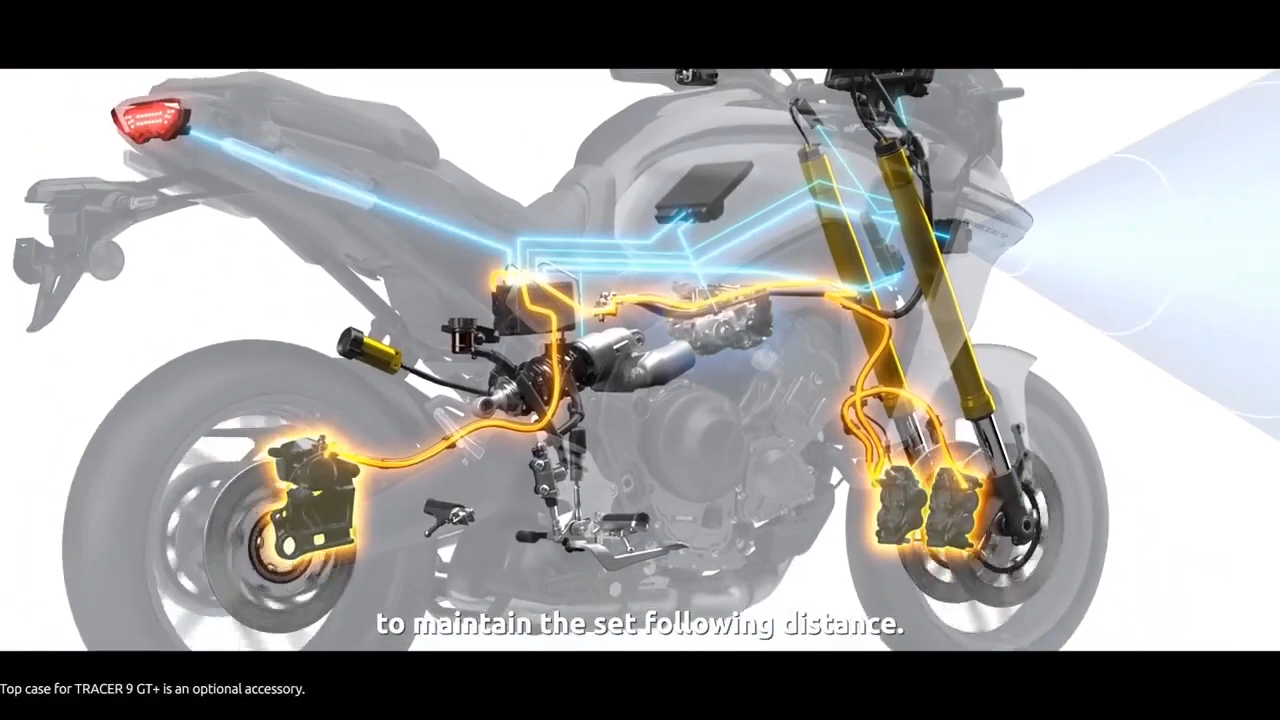 to maintain the set following distance.
Top case for TRACER 9 GT+ is an optional accessory.